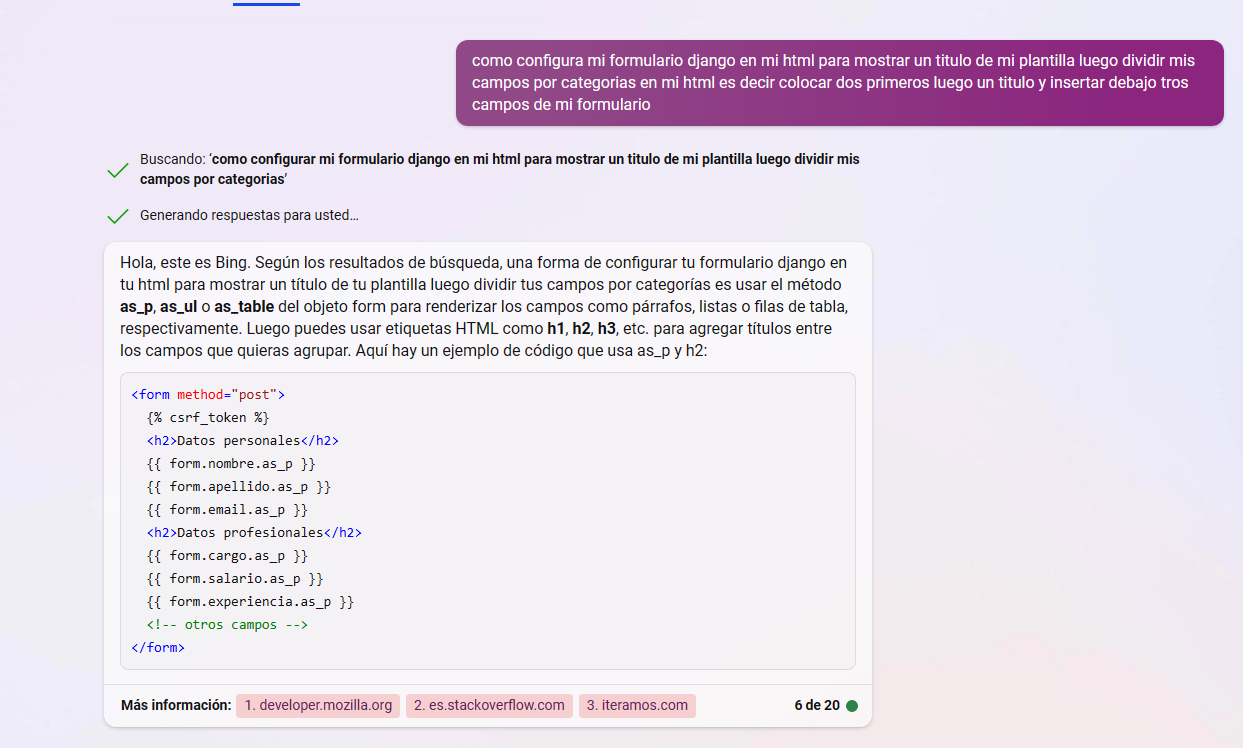 como configura mi formulario django en mi html para mostrar un titulo de mi plantilla luego dividir mis
campos por categorias en mi html es decir colocar dos primeros luego un titulo y insertar debajo tros
campos de mi formulario
Buscando: 'como configurar mi formulario django en mi html para mostrar un titulo de mi plantilla luego dividir mis
campos por categorias'
Generando respuestas para usted...
Hola, este es Bing. Según los resultados de búsqueda, una forma de configurar tu formulario django en
tu html para mostrar un título de tu plantilla luego dividir tus campos por categorías es usar el método
as_p, as_ul o as_table del objeto form para renderizar los campos como párrafos, listas o filas de tabla,
respectivamente. Luego puedes usar etiquetas HTML como h1, h2, h3, etc. para agregar títulos entre
los campos que quieras agrupar. Aquí hay un ejemplo de código que usa as_p y h2:
<form method="post">
  {% csrf_token %}
  <h2>Datos personales</h2>
  {{ form.nombre.as_p }}
  {{ form.apellido.as_p }}
  {{ form.email.as_p }}
  <h2>Datos profesionales</h2>
  {{ form.cargo.as_p }}
  {{ form.salario.as_p }}
  {{ form.experiencia.as_p }}
  <!-- otros campos -->
</form>
Más información: 1. developer.mozilla.org 2. es.stackoverflow.com 3. iteramos.com 6 de 20